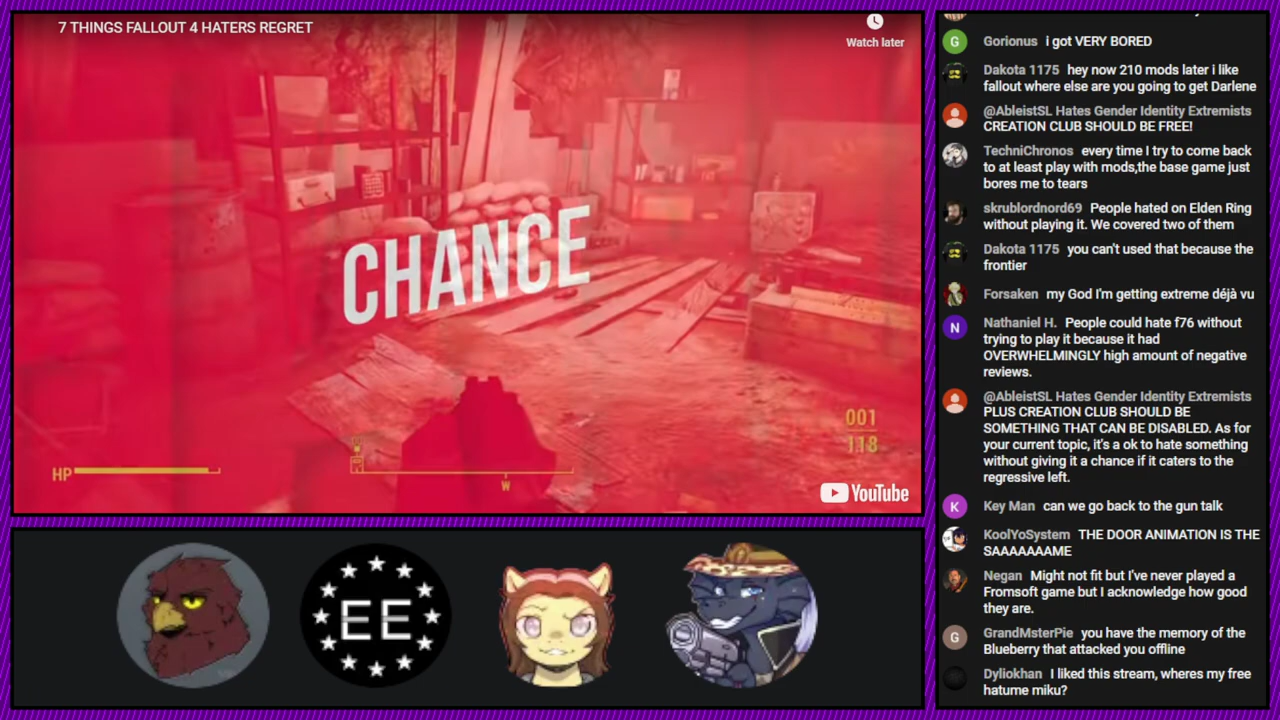 7 THINGS FALLOUT 4 HATERS REGRET
Watch later
CHANCE
001
118
HP
W
YouTube
EE
G Gorionus i got VERY BORED
Dakota 1175 hey now 210 mods later i like
fallout where else are you going to get Darlene
@AbleistSL Hates Gender Identity Extremists
CREATION CLUB SHOULD BE FREE!
TechniChronos every time I try to come back
to at least play with mods,the base game just
bores me to tears
skrublordnord69 People hated on Elden Ring
without playing it. We covered two of them
Dakota 1175 you can't used that because the
frontier
Forsaken my God I'm getting extreme déjà vu
N Nathaniel H. People could hate f76 without
trying to play it because it had
OVERWHELMINGLY high amount of negative
reviews.
@AbleistSL Hates Gender Identity Extremists
PLUS CREATION CLUB SHOULD BE
SOMETHING THAT CAN BE DISABLED. As for
your current topic, it's a ok to hate something
without giving it a chance if it caters to the
regressive left.
K Key Man can we go back to the gun talk
KoolYoSystem THE DOOR ANIMATION IS THE
SAAAAAAAME
Negan Might not fit but I've never played a
Fromsoft game but I acknowledge how good
they are.
G GrandMsterPie you have the memory of the
Blueberry that attacked you offline
Dyliokhan I liked this stream, wheres my free
hatume miku?